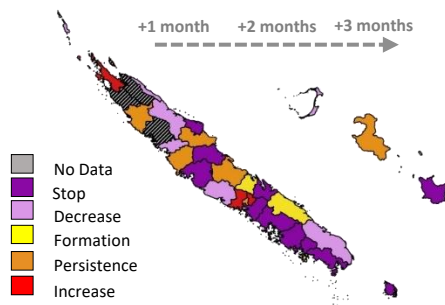 +1 month +2 months +3 months
No Data
Stop
Decrease
Formation
Persistence
Increase